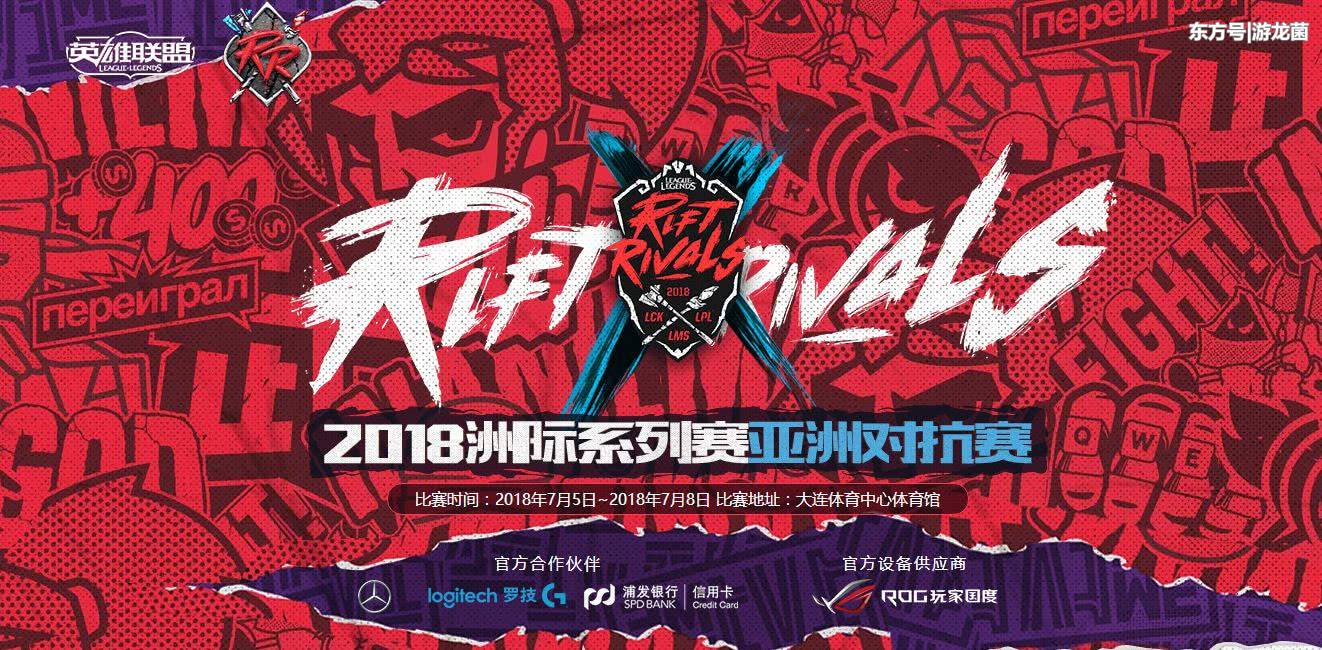 英雄联盟
LEAGUE OF LEGENDS
RR
东方号|游龙菌
переиграл
+400
GOD
FIGHT!
переиграл
RIFT RIVALS
LEAGUE OF LEGENDS
RIFT
RIVALS
2018
LCK LPL
LMS
GOD
Q W E
2018洲际系列赛亚洲对抗赛
比赛时间：2018年7月5日~2018年7月8日 比赛地址：大连体育中心体育馆
官方合作伙伴
官方设备供应商
logitech 罗技 G
浦发银行
SPD BANK
信用卡
Credit Card
ROG玩家国度